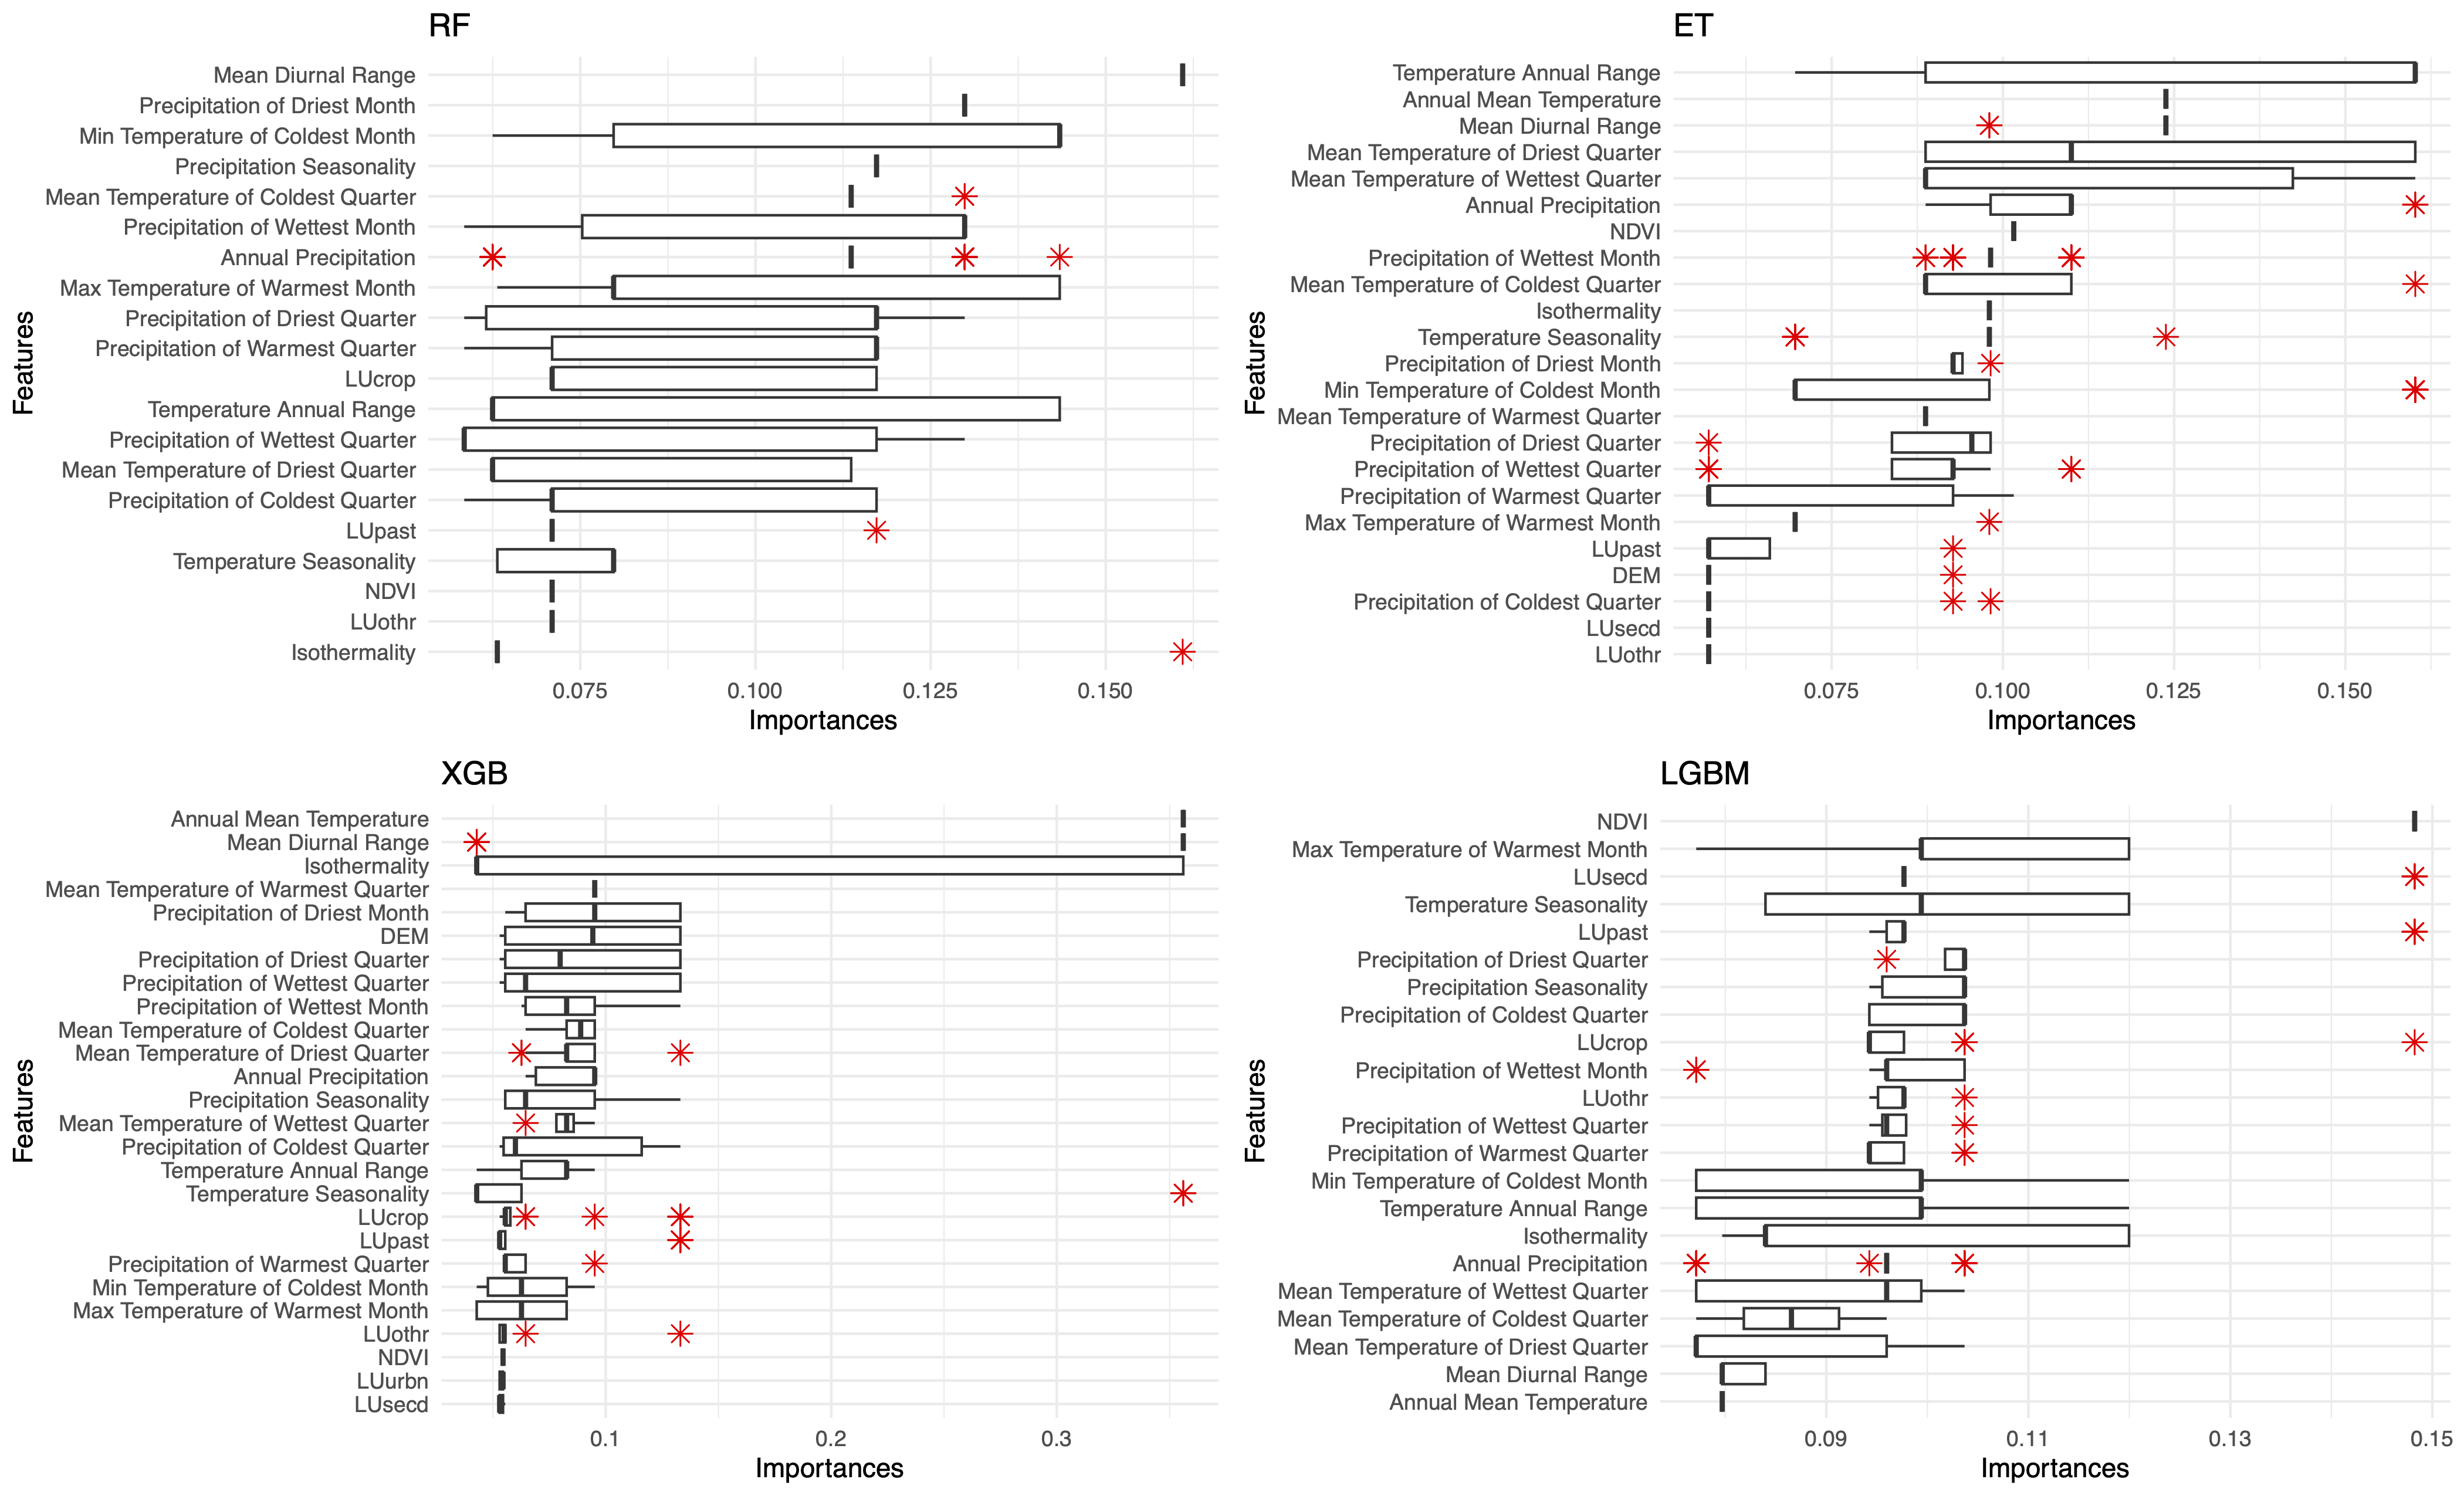 RF
Features
Mean Diurnal Range
Precipitation of Driest Month
Min Temperature of Coldest Month
Precipitation Seasonality
Mean Temperature of Coldest Quarter
Precipitation of Wettest Month
Annual Precipitation
Max Temperature of Warmest Month
Precipitation of Driest Quarter
Precipitation of Warmest Quarter
LUcrop
Temperature Annual Range
Precipitation of Wettest Quarter
Mean Temperature of Driest Quarter
Precipitation of Coldest Quarter
LUpast
Temperature Seasonality
NDVI
LUothr
Isothermality
0.075 0.100 0.125 0.150
Importances
ET
Features
Temperature Annual Range
Annual Mean Temperature
Mean Diurnal Range
Mean Temperature of Driest Quarter
Mean Temperature of Wettest Quarter
Annual Precipitation
NDVI
Precipitation of Wettest Month
Mean Temperature of Coldest Quarter
Isothermality
Temperature Seasonality
Precipitation of Driest Month
Min Temperature of Coldest Month
Mean Temperature of Warmest Quarter
Precipitation of Driest Quarter
Precipitation of Wettest Quarter
Precipitation of Warmest Quarter
Max Temperature of Warmest Month
LUpast
DEM
Precipitation of Coldest Quarter
LUsecd
LUothr
0.075 0.100 0.125 0.150
Importances
XGB
Features
Annual Mean Temperature
Mean Diurnal Range
Isothermality
Mean Temperature of Warmest Quarter
Precipitation of Driest Month
DEM
Precipitation of Driest Quarter
Precipitation of Wettest Quarter
Precipitation of Wettest Month
Mean Temperature of Coldest Quarter
Mean Temperature of Driest Quarter
Annual Precipitation
Precipitation Seasonality
Mean Temperature of Wettest Quarter
Precipitation of Coldest Quarter
Temperature Annual Range
Temperature Seasonality
LUcrop
LUpast
Precipitation of Warmest Quarter
Min Temperature of Coldest Month
Max Temperature of Warmest Month
LUothr
NDVI
LUurbn
LUsecd
0.1 0.2 0.3
Importances
LGBM
Features
NDVI
Max Temperature of Warmest Month
LUsecd
Temperature Seasonality
LUpast
Precipitation of Driest Quarter
Precipitation Seasonality
Precipitation of Coldest Quarter
LUcrop
Precipitation of Wettest Month
LUothr
Precipitation of Wettest Quarter
Precipitation of Warmest Quarter
Min Temperature of Coldest Month
Temperature Annual Range
Isothermality
Annual Precipitation
Mean Temperature of Wettest Quarter
Mean Temperature of Coldest Quarter
Mean Temperature of Driest Quarter
Mean Diurnal Range
Annual Mean Temperature
0.09 0.11 0.13 0.15
Importances